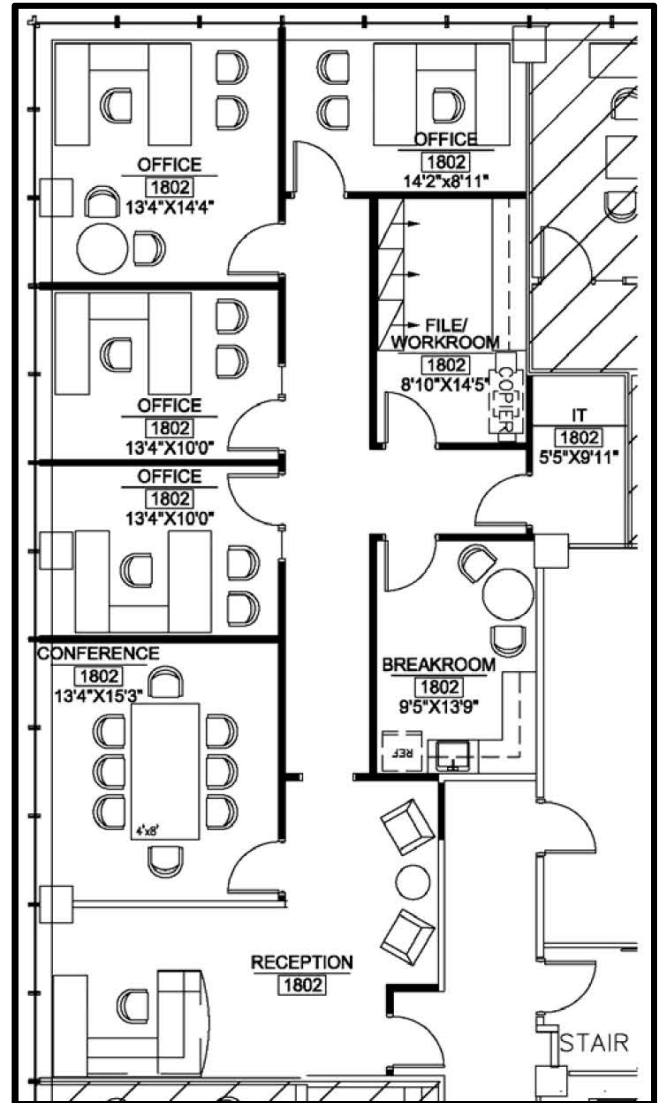 OFFICE
1802
14'2"x8'11"
OFFICE
1802
13'4"X14'4"
FILE/
WORKROOM
1802
8'10"X14'5"
COPIER
OFFICE
1802
13'4"X10'0"
IT
1802
5'5"X9'11"
OFFICE
1802
13'4"X10'0"
CONFERENCE
1802
13'4"X15'3"
4'x8'
BREAKROOM
1802
9'5"X13'9"
REF
RECEPTION
1802
STAIR